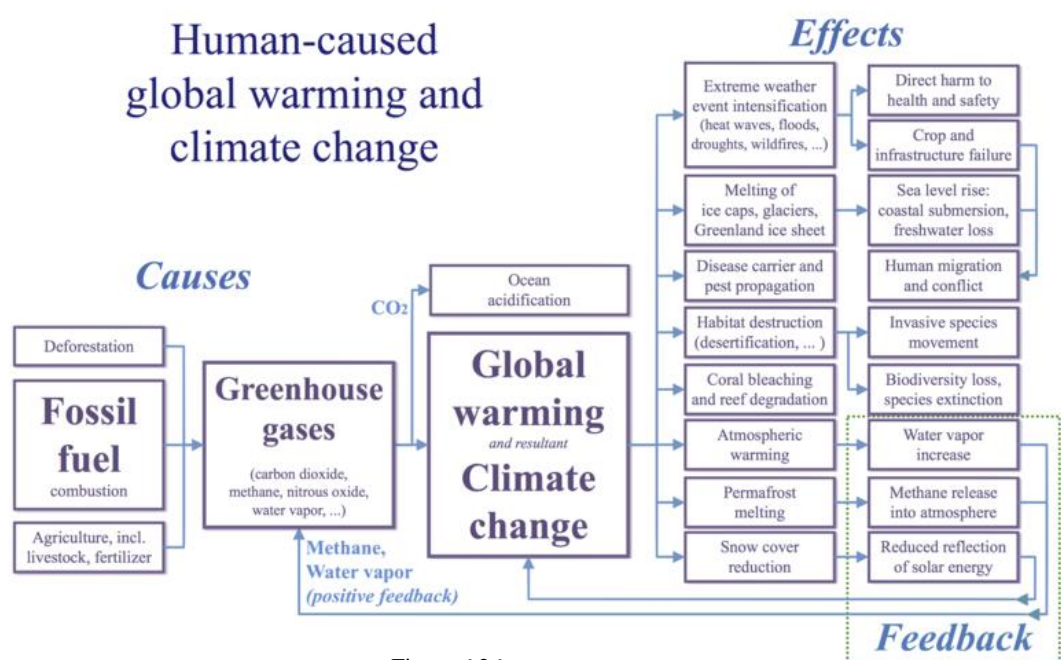 Human-caused
global warming and
climate change
Effects
Extreme weather
event intensification
(heat waves, floods,
droughts, wildfires, ...)
Direct harm to
health and safety
Crop and
infrastructure failure
Melting of
ice caps, glaciers,
Greenland ice sheet
Sea level rise:
coastal submersion,
freshwater loss
Disease carrier and
pest propagation
Human migration
and conflict
Habitat destruction
(desertification, ... )
Invasive species
movement
Coral bleaching
and reef degradation
Biodiversity loss,
species extinction
Atmospheric
warming
Water vapor
increase
Permafrost
melting
Methane release
into atmosphere
Snow cover
reduction
Reduced reflection
of solar energy
Feedback
Causes
Deforestation
Fossil
fuel
combustion
Agriculture, incl.
livestock, fertilizer
Greenhouse
gases
(carbon dioxide,
methane, nitrous oxide,
water vapor, ...)
CO₂
Ocean
acidification
Global
warming
and resultant
Climate
change
Methane,
Water vapor
(positive feedback)